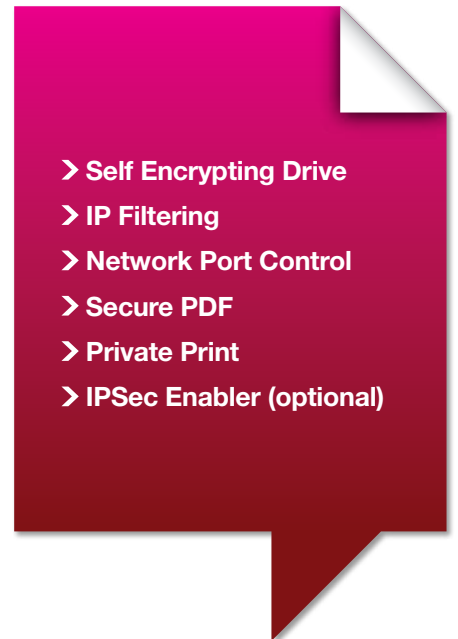 > Self Encrypting Drive
> IP Filtering
> Network Port Control
> Secure PDF
> Private Print
> IPSec Enabler (optional)